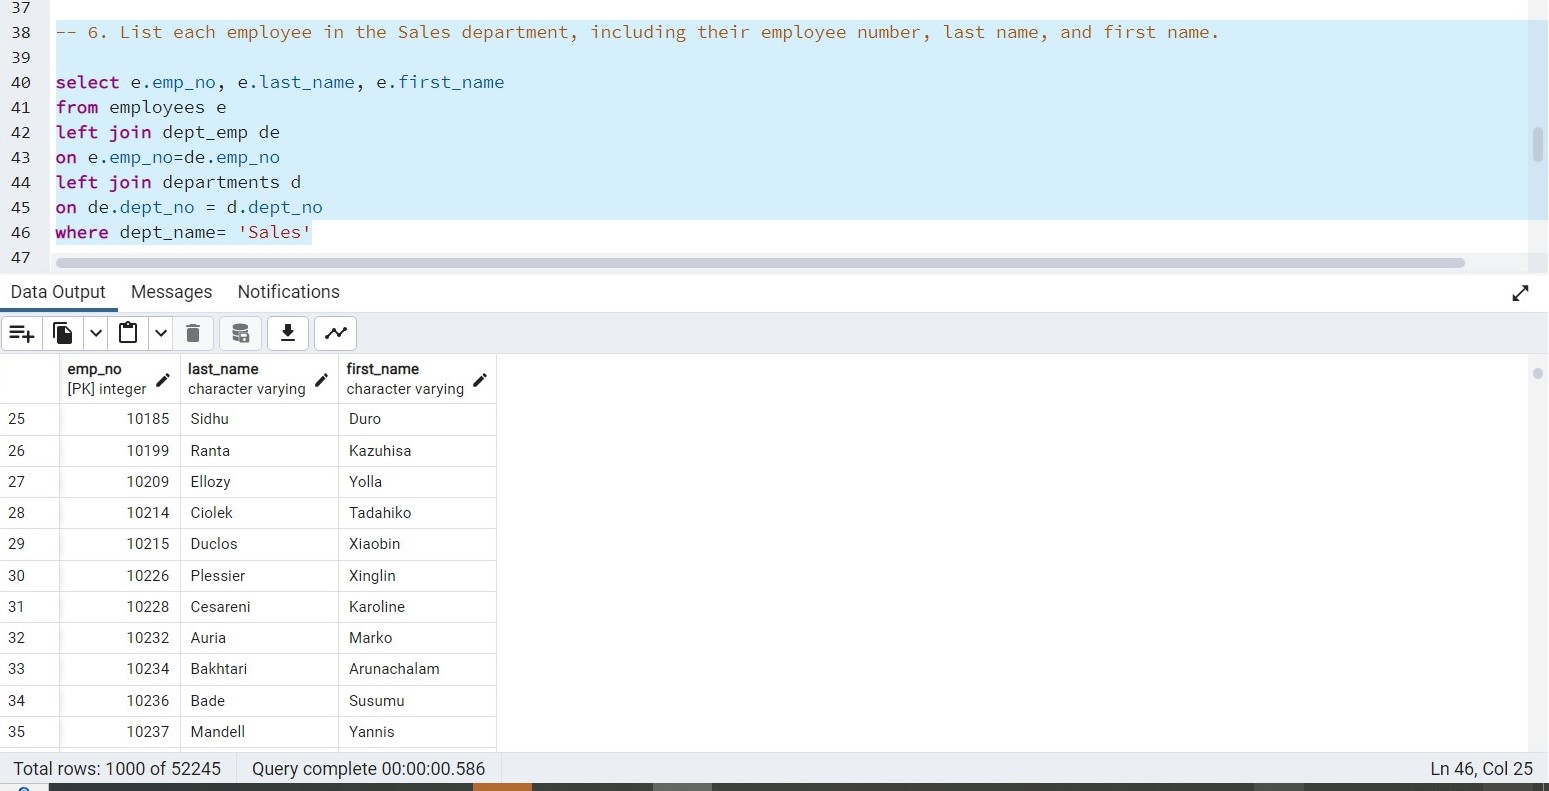 37
38 -- 6. List each employee in the Sales department, including their employee number, last name, and first name.
39
40 select e.emp_no, e.last_name, e.first_name
41 from employees e
42 left join dept_emp de
43 on e.emp_no=de.emp_no
44 left join departments d
45 on de.dept_no = d.dept_no
46 where dept_name= 'Sales'
47
Data Output Messages Notifications
emp_no last_name first_name
[PK] integer character varying character varying
25 10185 Sidhu Duro
26 10199 Ranta Kazuhisa
27 10209 Ellozy Yolla
28 10214 Ciolek Tadahiko
29 10215 Duclos Xiaobin
30 10226 Plessier Xinglin
31 10228 Cesareni Karoline
32 10232 Auria Marko
33 10234 Bakhtari Arunachalam
34 10236 Bade Susumu
35 10237 Mandell Yannis
Total rows: 1000 of 52245 Query complete 00:00:00.586 Ln 46, Col 25